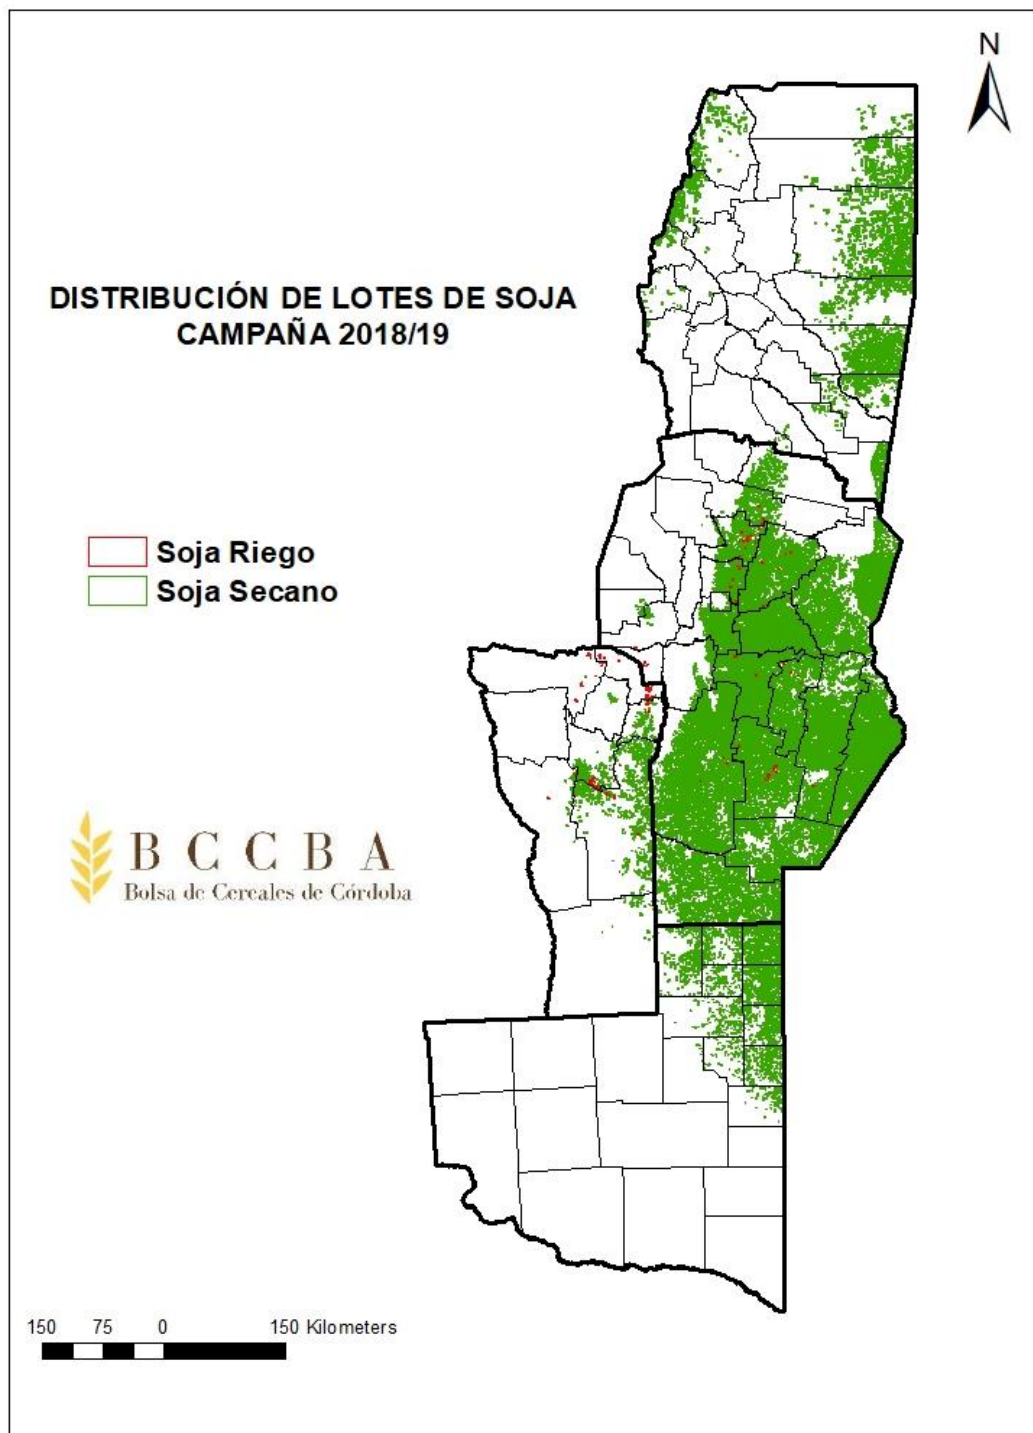 N
DISTRIBUCIÓN DE LOTES DE SOJA
CAMPAÑA 2018/19
Soja Riego
Soja Secano
B C C B A
Bolsa de Cereales de Córdoba
150 75 0 150 Kilometers